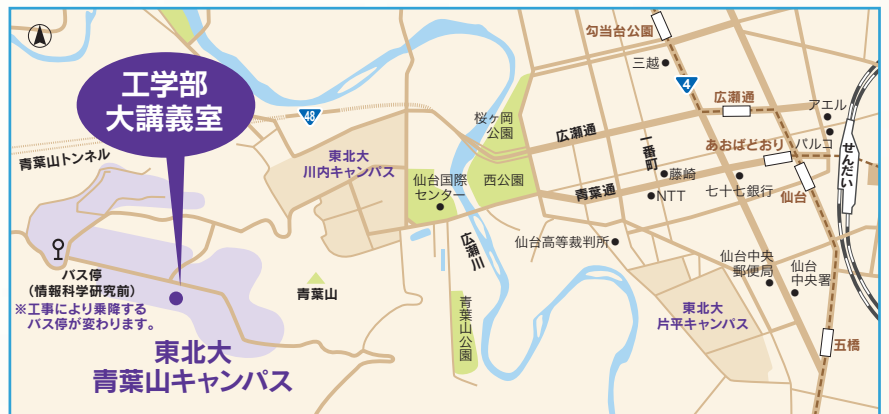 工学部
大講義室
青葉山トンネル
48
東北大
川内キャンパス
桜ヶ岡
公園
広瀬通
勾当台公園
三越
4
広瀬通
アエル
パルコ
あおばどおり
せんだい
一番町
藤崎
NTT
七十七銀行
仙台
仙台国際
センター
西公園
青葉通
広瀬川
仙台高等裁判所
仙台中央
郵便局
仙台
中央署
バス停
(情報科学研究前)
※工事により乗降する
バス停が変わります。
青葉山
青葉山公園
東北大
片平キャンパス
五橋
東北大
青葉山キャンパス